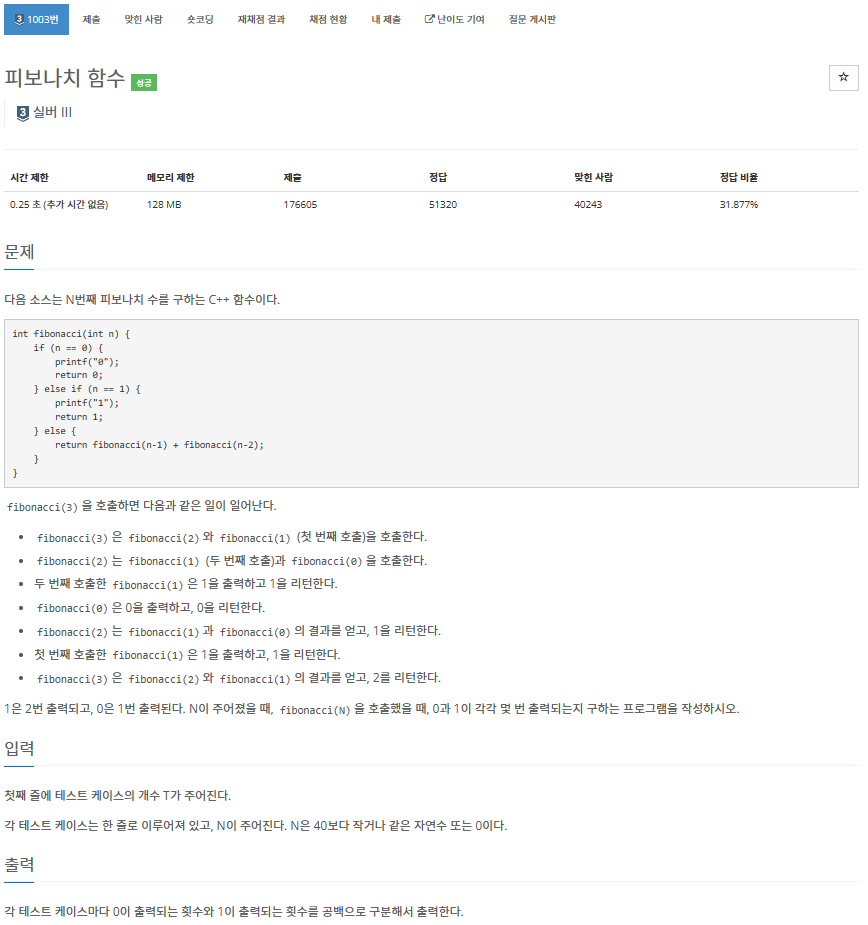 3 1003번 제출 맞힌 사람 숏코딩 재채점 결과 채점 현황 내 제출 난이도 기여 질문 게시판
피보나치 함수 성공
3 실버 III
시간 제한 메모리 제한 제출 정답 맞힌 사람 정답 비율
0.25 초 (추가 시간 없음) 128 MB 176605 51320 40243 31.877%
문제
다음 소스는 N번째 피보나치 수를 구하는 C++ 함수이다.
int fibonacci(int n) {
    if (n == 0) {
        printf("0");
        return 0;
    } else if (n == 1) {
        printf("1");
        return 1;
    } else {
        return fibonacci(n-1) + fibonacci(n-2);
    }
}
fibonacci(3) 을 호출하면 다음과 같은 일이 일어난다.
• fibonacci(3) 은 fibonacci(2) 와 fibonacci(1) (첫 번째 호출)을 호출한다.
• fibonacci(2) 는 fibonacci(1) (두 번째 호출)과 fibonacci(0) 을 호출한다.
• 두 번째 호출한 fibonacci(1) 은 1을 출력하고 1을 리턴한다.
• fibonacci(0) 은 0을 출력하고, 0을 리턴한다.
• fibonacci(2) 는 fibonacci(1) 과 fibonacci(0) 의 결과를 얻고, 1을 리턴한다.
• 첫 번째 호출한 fibonacci(1) 은 1을 출력하고, 1을 리턴한다.
• fibonacci(3) 은 fibonacci(2) 와 fibonacci(1) 의 결과를 얻고, 2를 리턴한다.
1은 2번 출력되고, 0은 1번 출력된다. N이 주어졌을 때, fibonacci(N) 을 호출했을 때, 0과 1이 각각 몇 번 출력되는지 구하는 프로그램을 작성하시오.
입력
첫째 줄에 테스트 케이스의 개수 T가 주어진다.
각 테스트 케이스는 한 줄로 이루어져 있고, N이 주어진다. N은 40보다 작거나 같은 자연수 또는 0이다.
출력
각 테스트 케이스마다 0이 출력되는 횟수와 1이 출력되는 횟수를 공백으로 구분해서 출력한다.